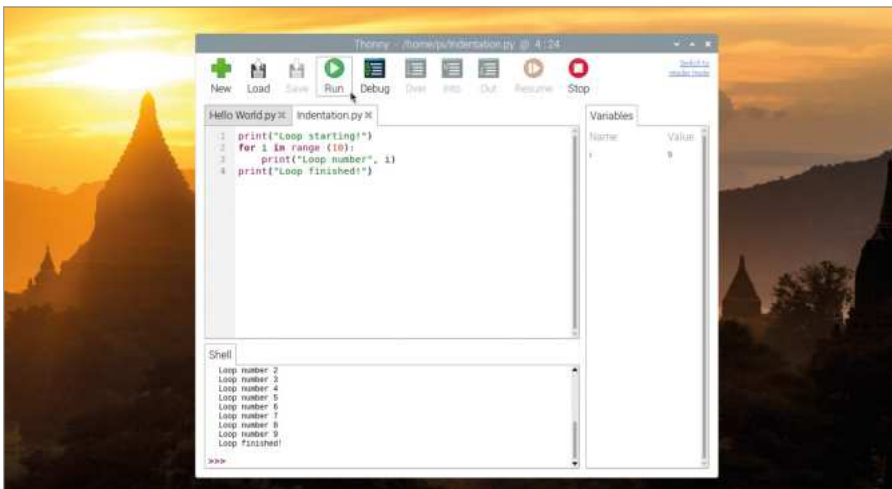 Thonny - /home/pi/Indentation.py @ 4:24
New Load Save Run Debug Over Into Out Resume Stop
Switch to
regular mode
Hello World.py Indentation.py
Variables
1 print("Loop starting!")
2 for i in range (10):
3 print("Loop number", i)
4 print("Loop finished!")
Name Value
i 9
Shell
Loop number 2
Loop number 3
Loop number 4
Loop number 5
Loop number 6
Loop number 7
Loop number 8
Loop number 9
Loop finished!
>>>